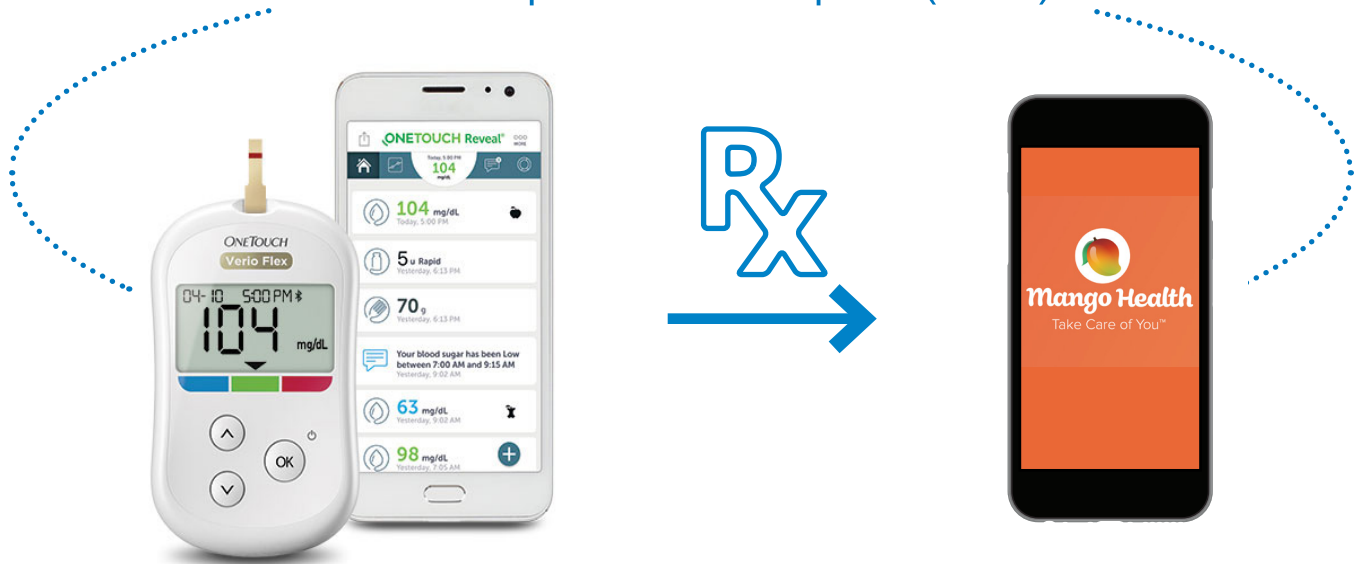 ONETOUCH
Verio Flex
04-10 5:00 PM
104
mg/dL
OK
ONETOUCH Reveal®
MORE
Today, 5:00 PM
104
mg/dL
104 mg/dL
Today, 5:00 PM
5 u Rapid
Yesterday, 6:13 PM
70 g
Yesterday, 6:13 PM
Your blood sugar has been Low
between 7:00 AM and 9:15 AM
Yesterday, 9:02 AM
63 mg/dL
Yesterday, 9:02 AM
98 mg/dL
Yesterday, 7:05 AM
Rx
Mango Health
Take Care of You™